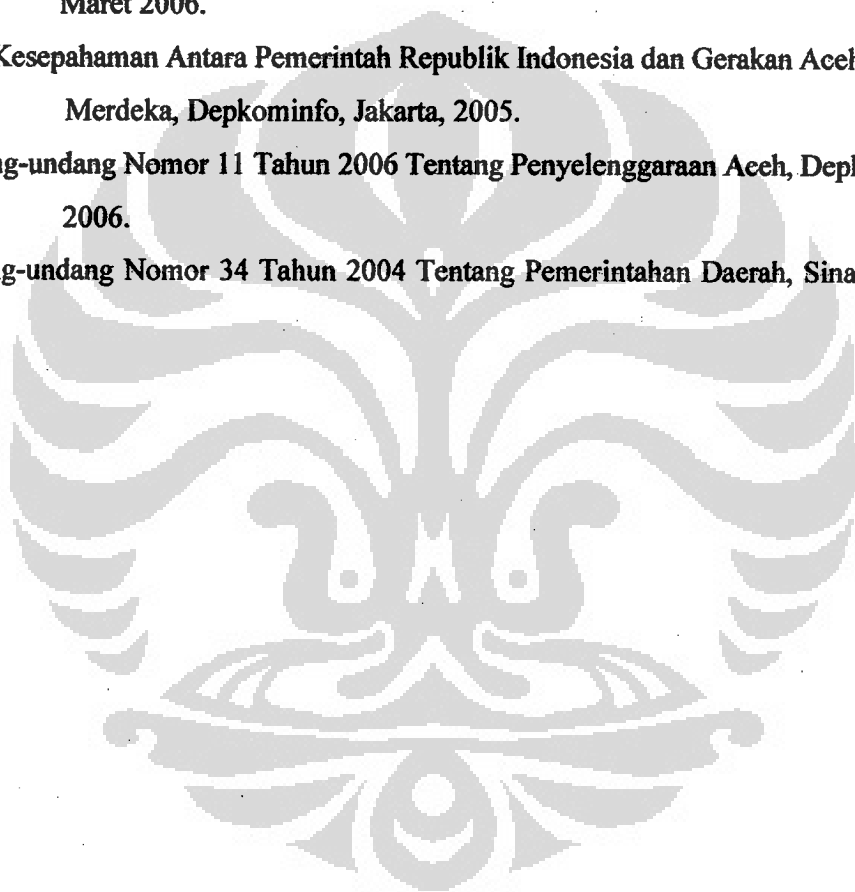 Maret 2006.
Kesepahaman Antara Pemerintah Republik Indonesia dan Gerakan Aceh
Merdeka, Depkominfo, Jakarta, 2005.
ng-undang Nomor 11 Tahun 2006 Tentang Penyelenggaraan Aceh, Depk
2006.
g-undang Nomor 34 Tahun 2004 Tentang Pemerintahan Daerah, Sina